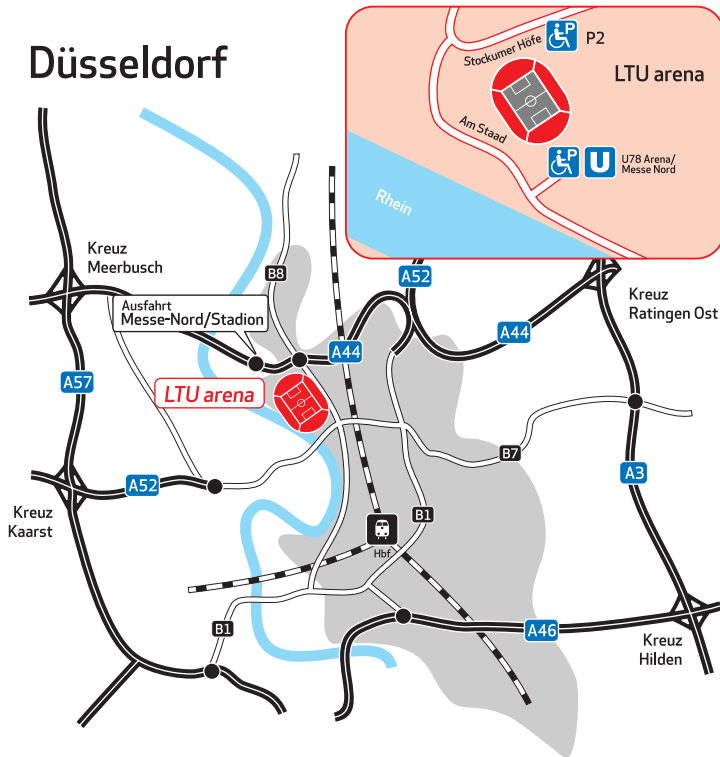 Düsseldorf
Stockumer Höfe
P
P2
LTU arena
Am Staad
P
U
U78 Arena/
Messe Nord
Rhein
Kreuz
Meerbusch
B8
A52
Kreuz
Ratingen Ost
Ausfahrt
Messe-Nord/Stadion
A44
A44
A57
LTU arena
A52
B7
A3
Kreuz
Kaarst
B1
Hbf
B1
A46
Kreuz
Hilden